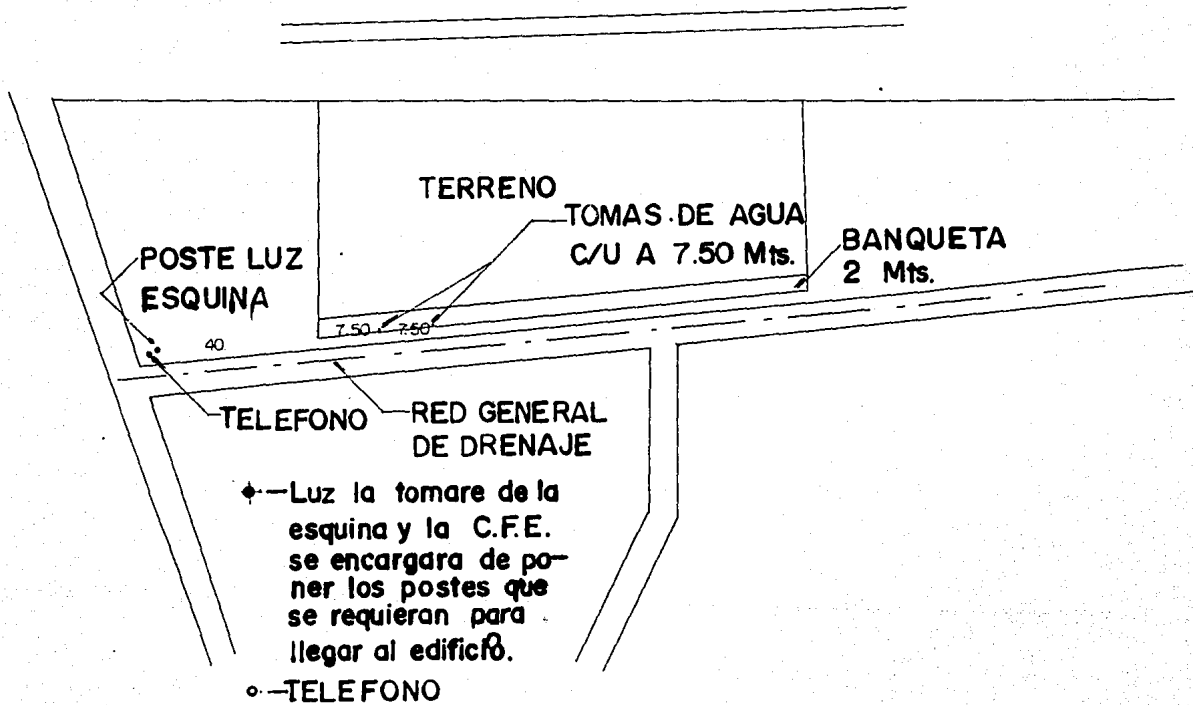 TERRENO
TOMAS DE AGUA
C/U A 7.50 Mts.
BANQUETA
2 Mts.
POSTE LUZ
ESQUINA
7.50 7.50
40
TELEFONO
RED GENERAL
DE DRENAJE
Luz la tomare de la
esquina y la C.F.E.
se encargara de po-
ner los postes que
se requieran para
llegar al edificio.
TELEFONO